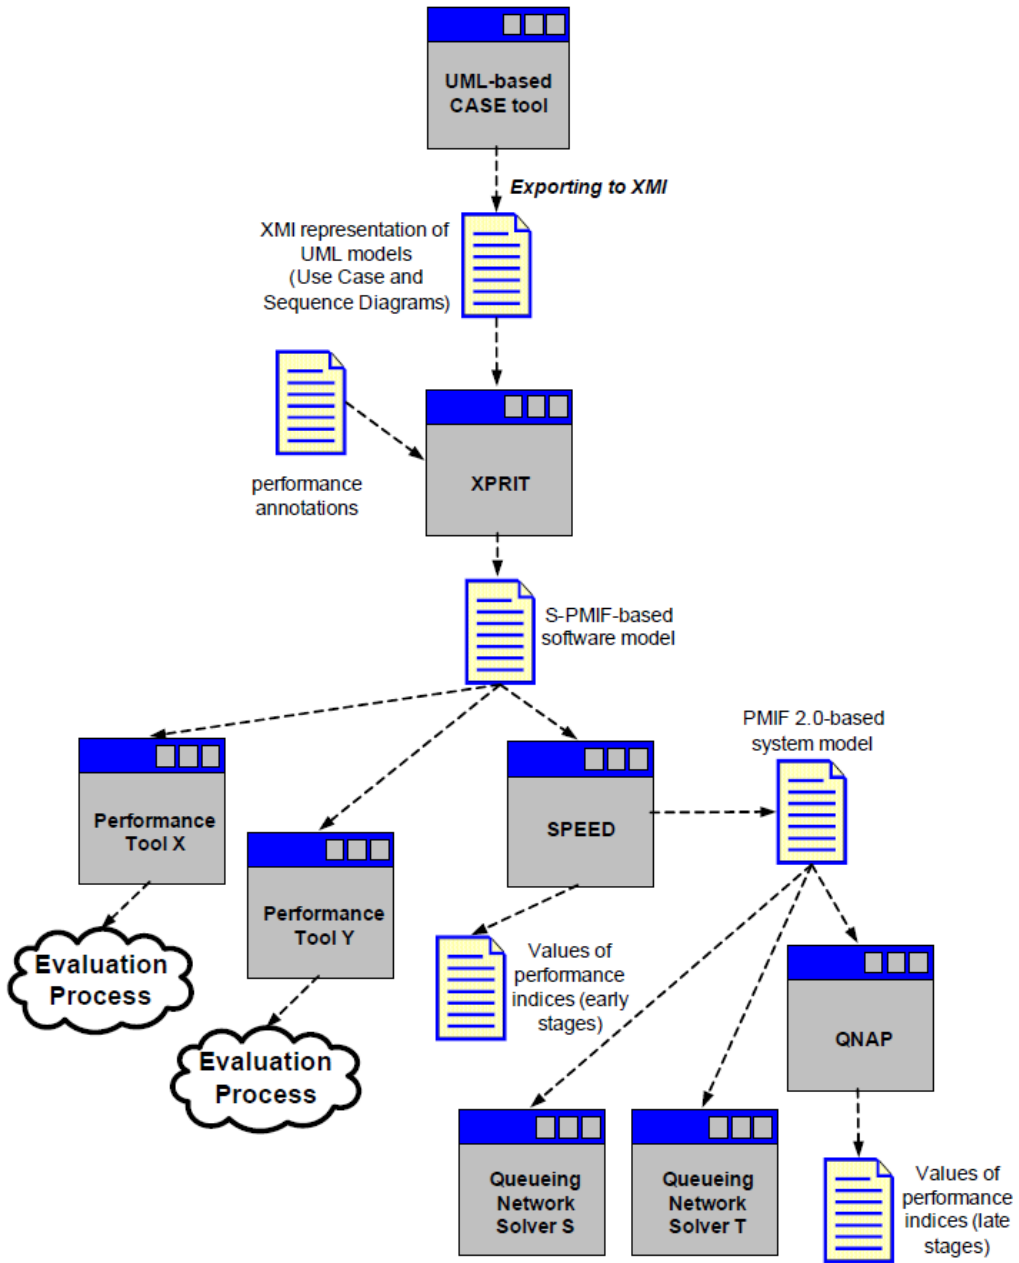 UML-based
CASE tool
Exporting to XMI
XMI representation of
UML models
(Use Case and
Sequence Diagrams)
performance
annotations
XPRIT
S-PMIF-based
software model
PMIF 2.0-based
system model
Performance
Tool X
SPEED
Performance
Tool Y
Evaluation
Process
Values of
performance
indices (early
stages)
QNAP
Evaluation
Process
Queueing
Network
Solver S
Queueing
Network
Solver T
Values of
performance
indices (late
stages)